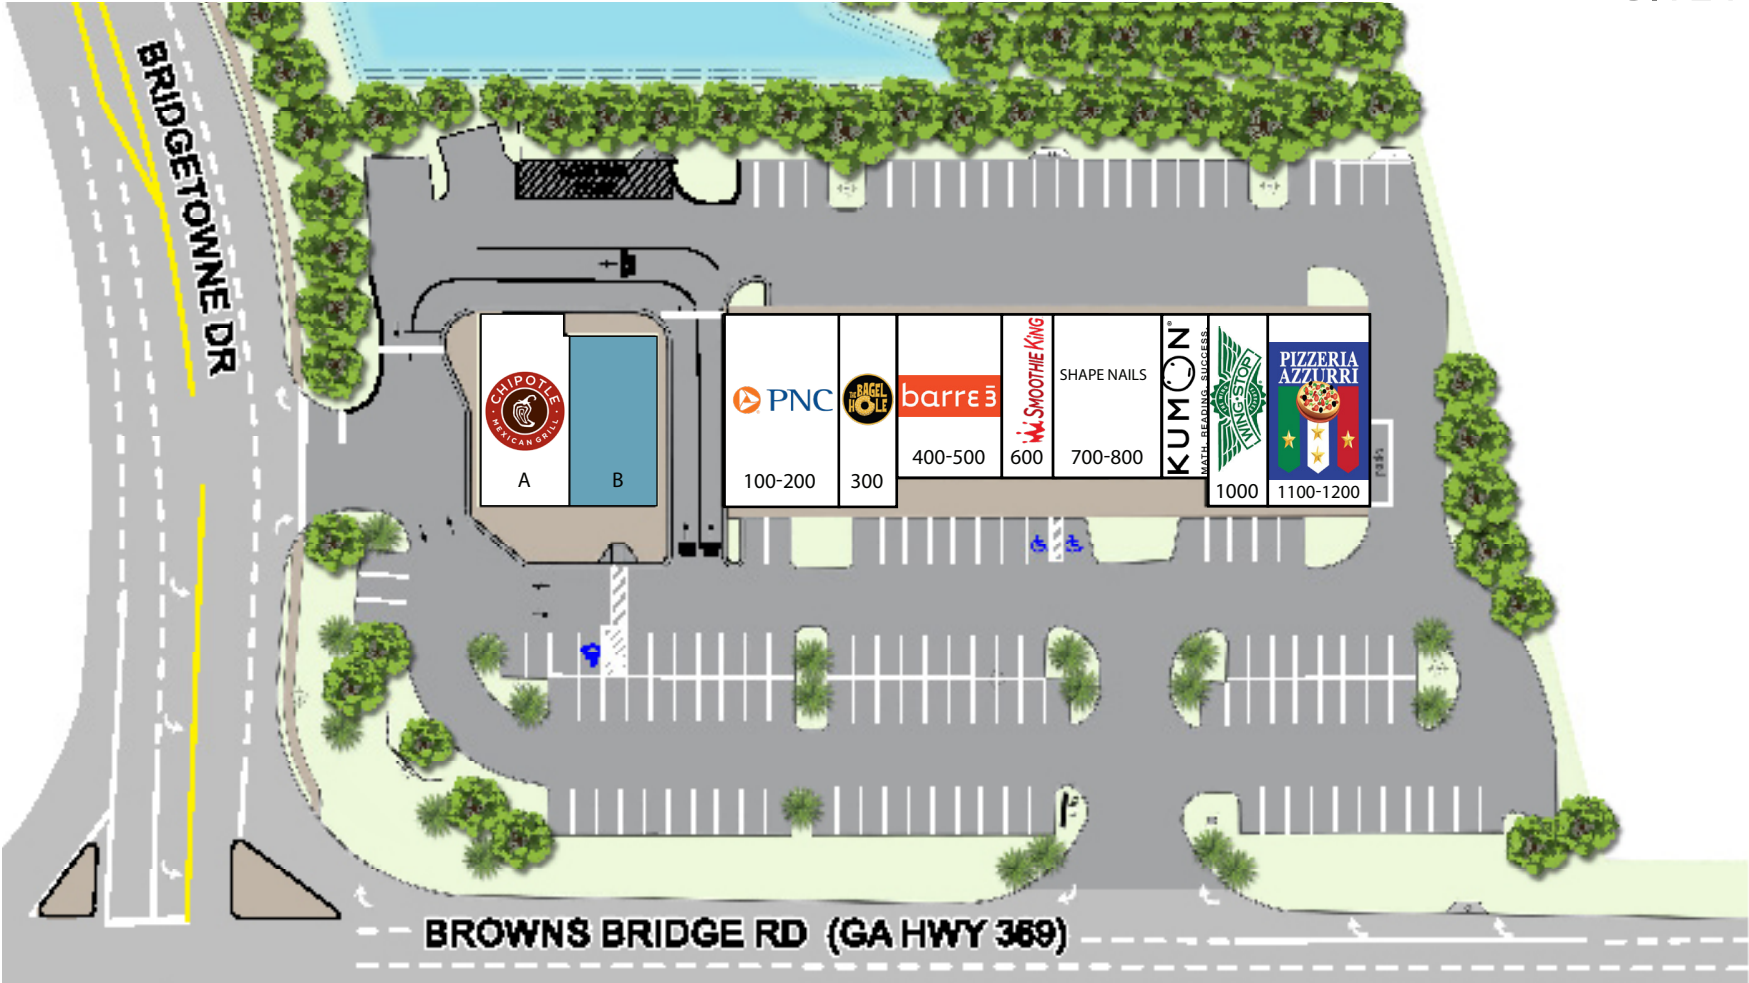 BRIDGETOWNE DR
CHIPOTLE
MEXICAN GRILL
A
B
PNC
100-200
THE
BAGEL
HOLE
300
barre3
400-500
SMOOTHIE KING
600
SHAPE NAILS
700-800
KUMON
MATH. READING. SUCCESS.
WING·STOP
1000
PIZZERIA
AZZURRI
1100-1200
patio
BROWNS BRIDGE RD (GA HWY 369)